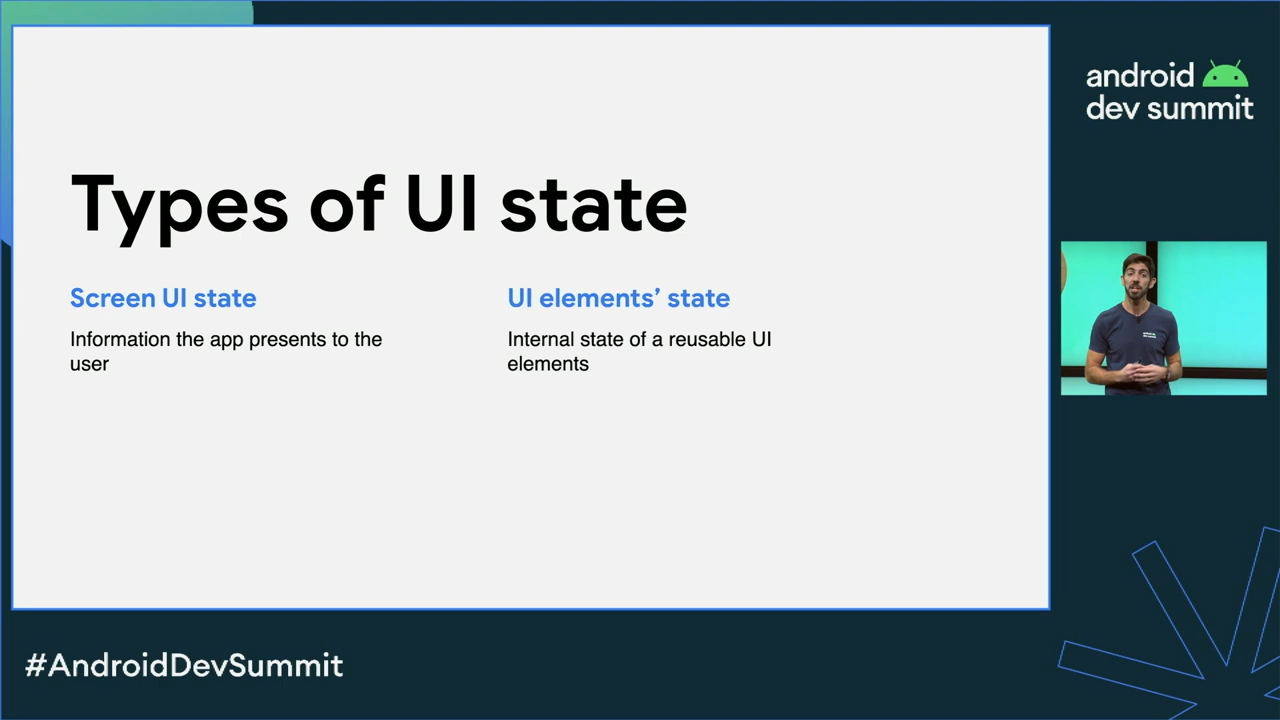 Types of UI state
Screen UI state
Information the app presents to the
user
UI elements’ state
Internal state of a reusable UI
elements
android
dev summit
#AndroidDevSummit